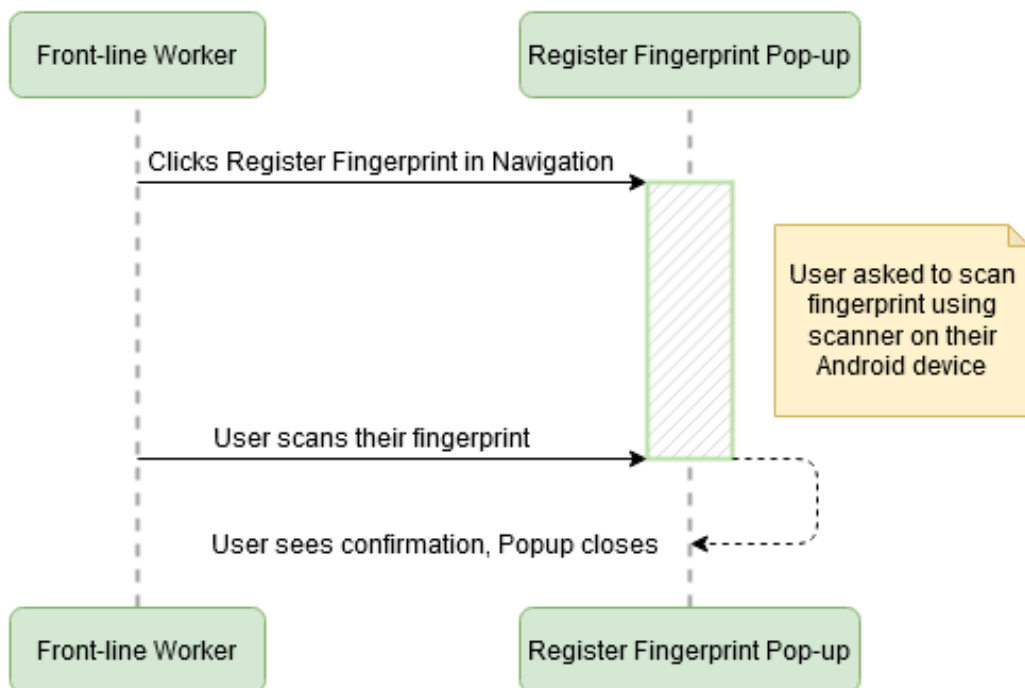 Front-line Worker
Register Fingerprint Pop-up
Clicks Register Fingerprint in Navigation
User asked to scan
fingerprint using
scanner on their
Android device
User scans their fingerprint
User sees confirmation, Popup closes
Front-line Worker
Register Fingerprint Pop-up